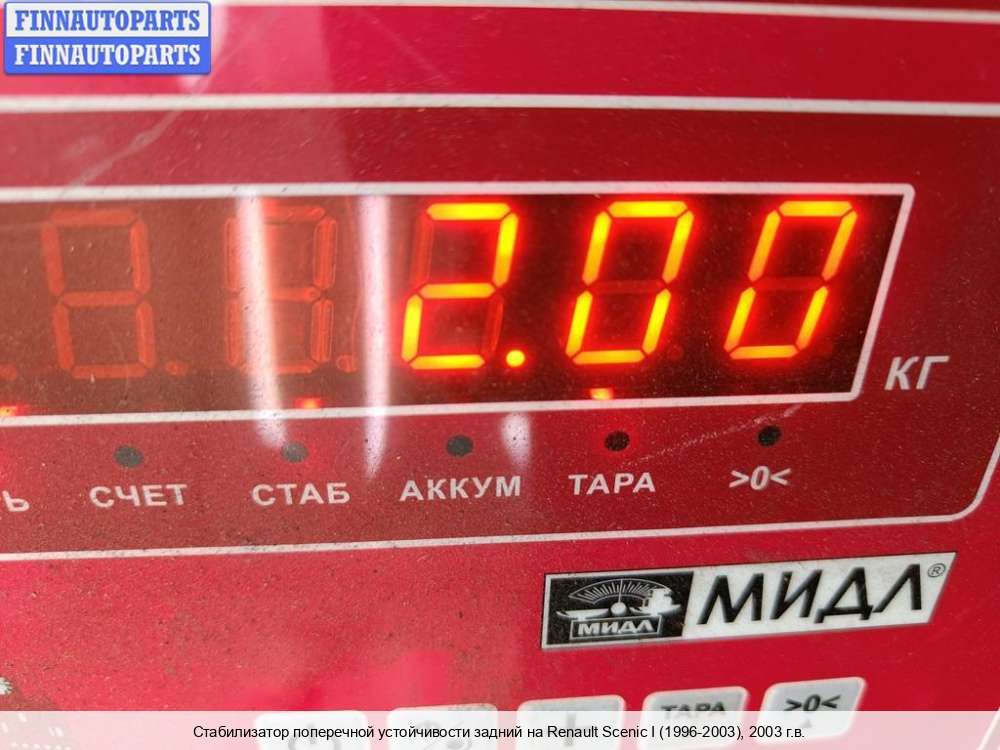 FINNAUTOPARTS
FINNAUTOPARTS
2.00
КГ
Ь СЧЕТ СТАБ АККУМ ТАРА >0<
МИДЛ МИДЛ®
ТАРА >0<
Стабилизатор поперечной устойчивости задний на Renault Scenic I (1996-2003), 2003 г.в.